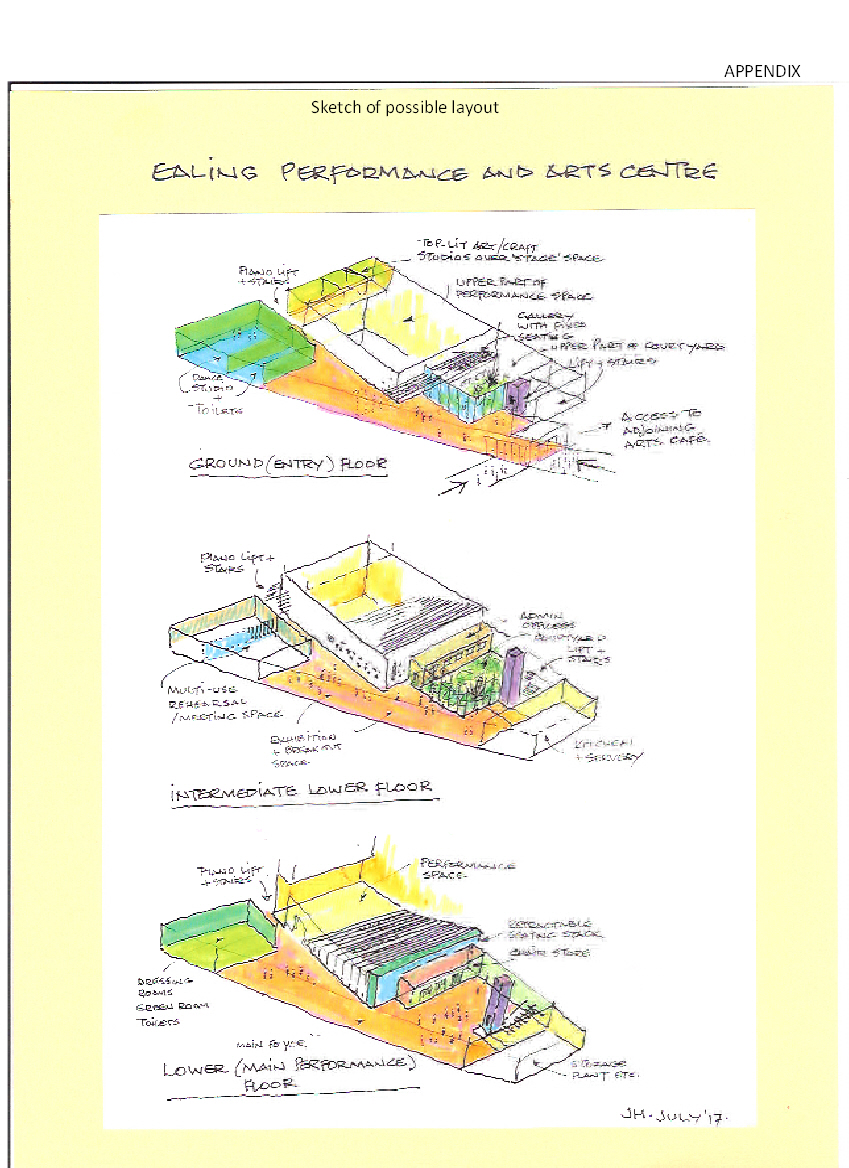 APPENDIX
Sketch of possible layout
EALING PERFORMANCE AND ARTS CENTRE
TOP-LIT ART/CRAFT
STUDIOS OVER 'STAGE' SPACE
PIANO LIFT
+ STAIRS
UPPER PART OF
PERFORMANCE SPACE
GALLERY
WITH FIXED
SEATING
UPPER PART OF COURTYARD
LIFT + STAIRS
DANCE
STUDIO
+
TOILETS
ACCESS TO
ADJOINING
ARTS CAFE.
GROUND (ENTRY) FLOOR
PIANO LIFT +
STAIRS
ADMIN
OFFICES
COURTYARD
LIFT +
STAIRS
MULTI-USE
REHEARSAL
/MEETING SPACE
EXHIBITION
+ BREAKOUT
SPACE
KITCHEN
+ SERVERY
INTERMEDIATE LOWER FLOOR
PIANO LIFT
+ STAIRS
PERFORMANCE
SPACE
SEATING STACK
CHAIR STORE
DRESSING
ROOMS
GREEN ROOM
TOILETS
MAIN FOYER
STORAGE
PLANT ETC.
LOWER (MAIN PERFORMANCE)
FLOOR
JH. JULY '17.